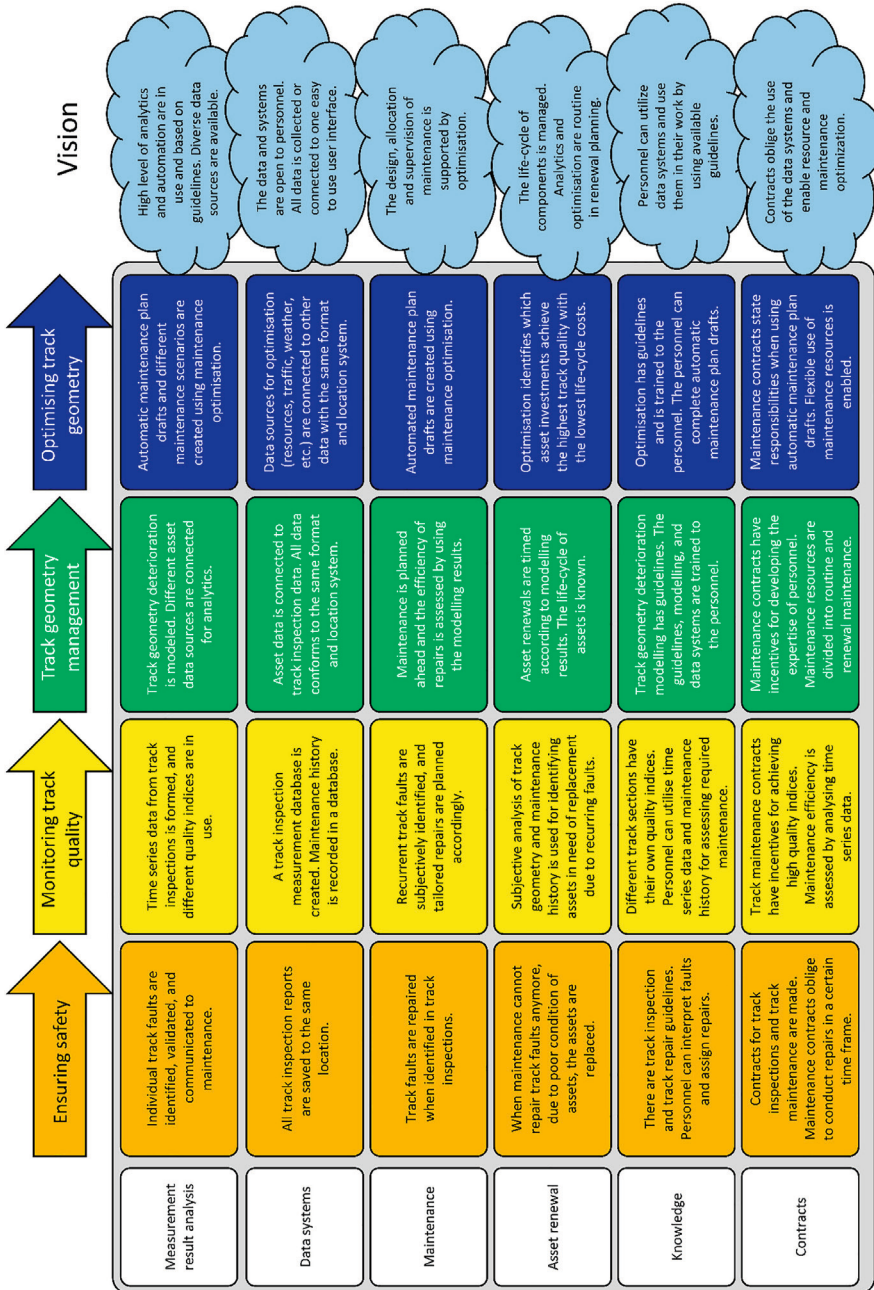 Ensuring safety
Monitoring track
quality
Track geometry
management
Optimising track
geometry
Vision
Measurement
result analysis
Individual track faults are
identified, validated, and
communicated to
maintenance.
Time series data from track
inspections is formed, and
different quality indices are in
use.
Track geometry deterioration
is modeled. Different asset
data sources are connected
for analytics.
Automatic maintenance plan
drafts and different
maintenance scenarios are
created using maintenance
optimisation.
High level of analytics
and automation are in
use and based on
guidelines. Diverse data
sources are available.
Data systems
All track inspection reports
are saved to the same
location.
A track inspection
measurement database is
created. Maintenance history
is recorded in a database.
Asset data is connected to
track inspection data. All data
conforms to the same format
and location system.
Data sources for optimisation
(resources, traffic, weather,
etc.) are connected to other
data with the same format
and location system.
The data and systems
are open to personnel.
All data is collected or
connected to one easy
to use user interface.
Maintenance
Track faults are repaired
when identified in track
inspections.
Recurrent track faults are
subjectively identified, and
tailored repairs are planned
accordingly.
Maintenance is planned
ahead and the efficiency of
repairs is assessed by using
the modelling results.
Automated maintenance plan
drafts are created using
maintenance optimisation.
The design, allocation
and supervision of
maintenance is
supported by
optimisation.
Asset renewal
When maintenance cannot
repair track faults anymore,
due to poor condition of
assets, the assets are
replaced.
Subjective analysis of track
geometry and maintenance
history is used for identifying
assets in need of replacement
due to recurring faults.
Asset renewals are timed
according to modelling
results. The life-cycle of
assets is known.
Optimisation identifies which
asset investments achieve
the highest track quality with
the lowest life-cycle costs.
The life-cycle of
components is managed.
Analytics and
optimisation are routine
in renewal planning.
Knowledge
There are track inspection
and track repair guidelines.
Personnel can interpret faults
and assign repairs.
Different track sections have
their own quality indices.
Personnel can utilise time
series data and maintenance
history for assessing required
maintenance.
Track geometry deterioration
modelling has guidelines. The
guidelines, modelling, and
data systems are trained to
the personnel.
Optimisation has guidelines
and is trained to the
personnel. The personnel can
complete automatic
maintenance plan drafts.
Personnel can utilize
data systems and use
them in their work by
using available
guidelines.
Contracts
Contracts for track
inspections and track
maintenance are made.
Maintenance contracts oblige
to conduct repairs in a certain
time frame.
Track maintenance contracts
have incentives for achieving
high quality indices.
Maintenance efficiency is
assessed by analysing time
series data.
Maintenance contracts have
incentives for developing the
expertise of personnel.
Maintenance resources are
divided into routine and
renewal maintenance.
Maintenance contracts state
responsibilities when using
automatic maintenance plan
drafts. Flexible use of
maintenance resources is
enabled.
Contracts oblige the use
of the data systems and
enable resource and
maintenance
optimization.